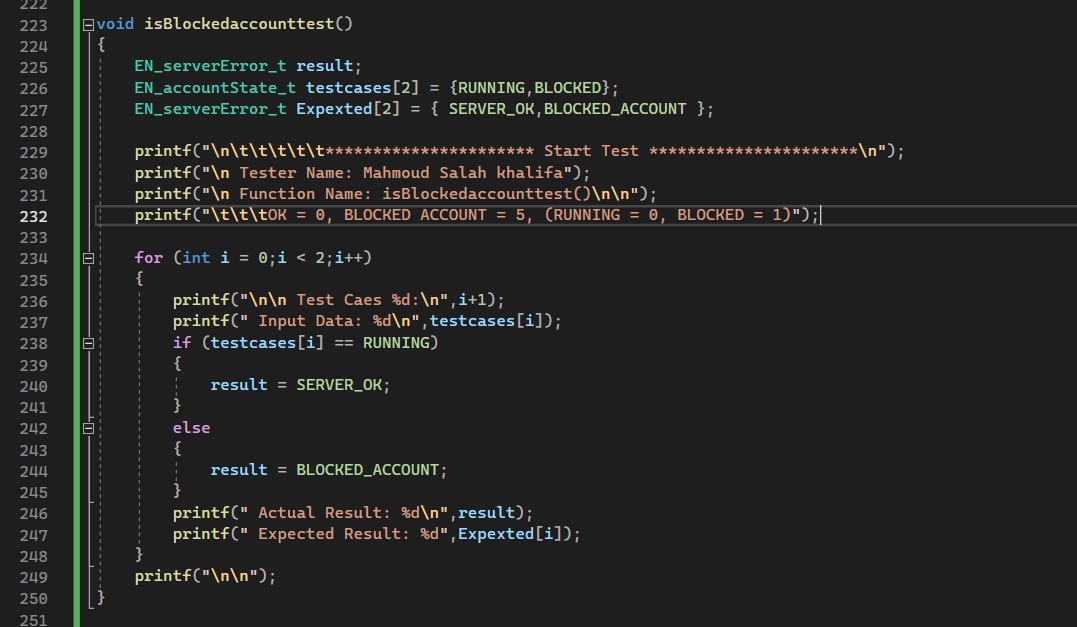 222
223 void isBlockedaccounttest()
224 {
225     EN_serverError_t result;
226     EN_accountState_t testcases[2] = {RUNNING,BLOCKED};
227     EN_serverError_t Expexted[2] = { SERVER_OK,BLOCKED_ACCOUNT };
228
229     printf("\n\t\t\t\t\t********************** Start Test **********************\n");
230     printf("\n Tester Name: Mahmoud Salah khalifa");
231     printf("\n Function Name: isBlockedaccounttest()\n\n");
232     printf("\t\t\tOK = 0, BLOCKED ACCOUNT = 5, (RUNNING = 0, BLOCKED = 1)");
233
234     for (int i = 0;i < 2;i++)
235     {
236         printf("\n\n Test Caes %d:\n",i+1);
237         printf(" Input Data: %d\n",testcases[i]);
238         if (testcases[i] == RUNNING)
239         {
240             result = SERVER_OK;
241         }
242         else
243         {
244             result = BLOCKED_ACCOUNT;
245         }
246         printf(" Actual Result: %d\n",result);
247         printf(" Expected Result: %d",Expexted[i]);
248     }
249     printf("\n\n");
250 }
251